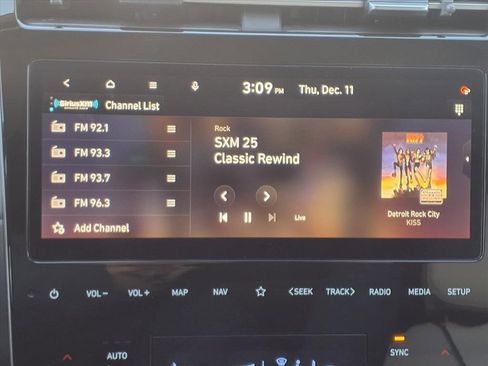 3:09 PM Thu, Dec. 11
SiriusXM Channel List
FM 92.1
FM 93.3
FM 93.7
FM 96.3
Add Channel
Rock
SXM 25
Classic Rewind
Live
Detroit Rock City
KISS
VOL− VOL+ MAP NAV <SEEK TRACK> RADIO MEDIA SETUP
AUTO SYNC